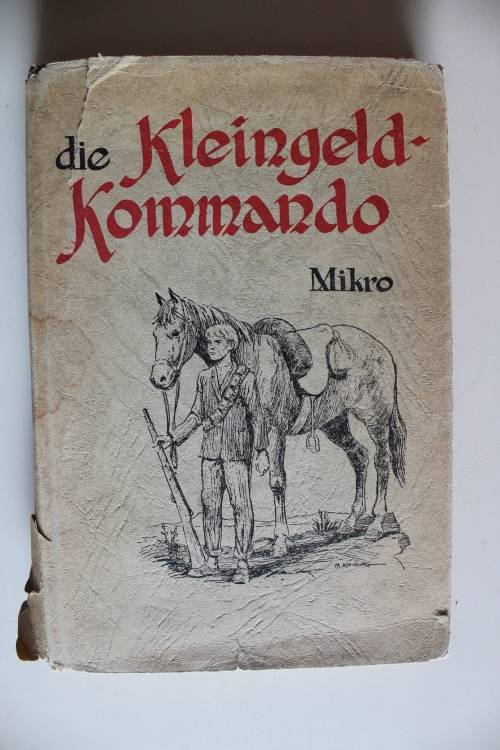 die Kleingeld-
Kommando
Mikro